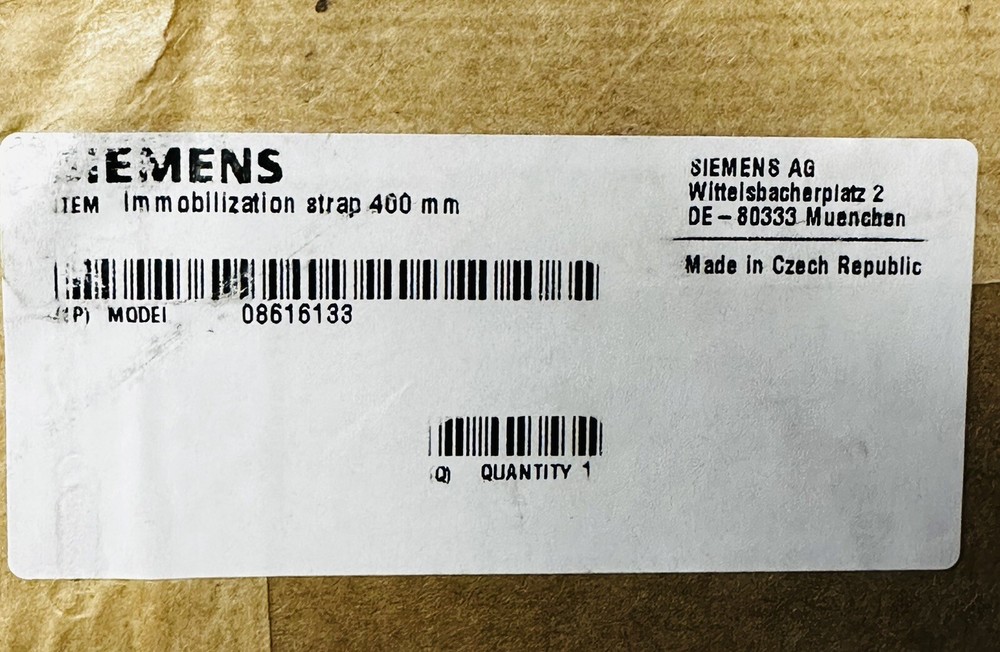 SIEMENS
ITEM Immobilization strap 400 mm
(1P) MODEL 08616133
(Q) QUANTITY 1
SIEMENS AG
Wittelsbacherplatz 2
DE-80333 Muenchen
Made in Czech Republic